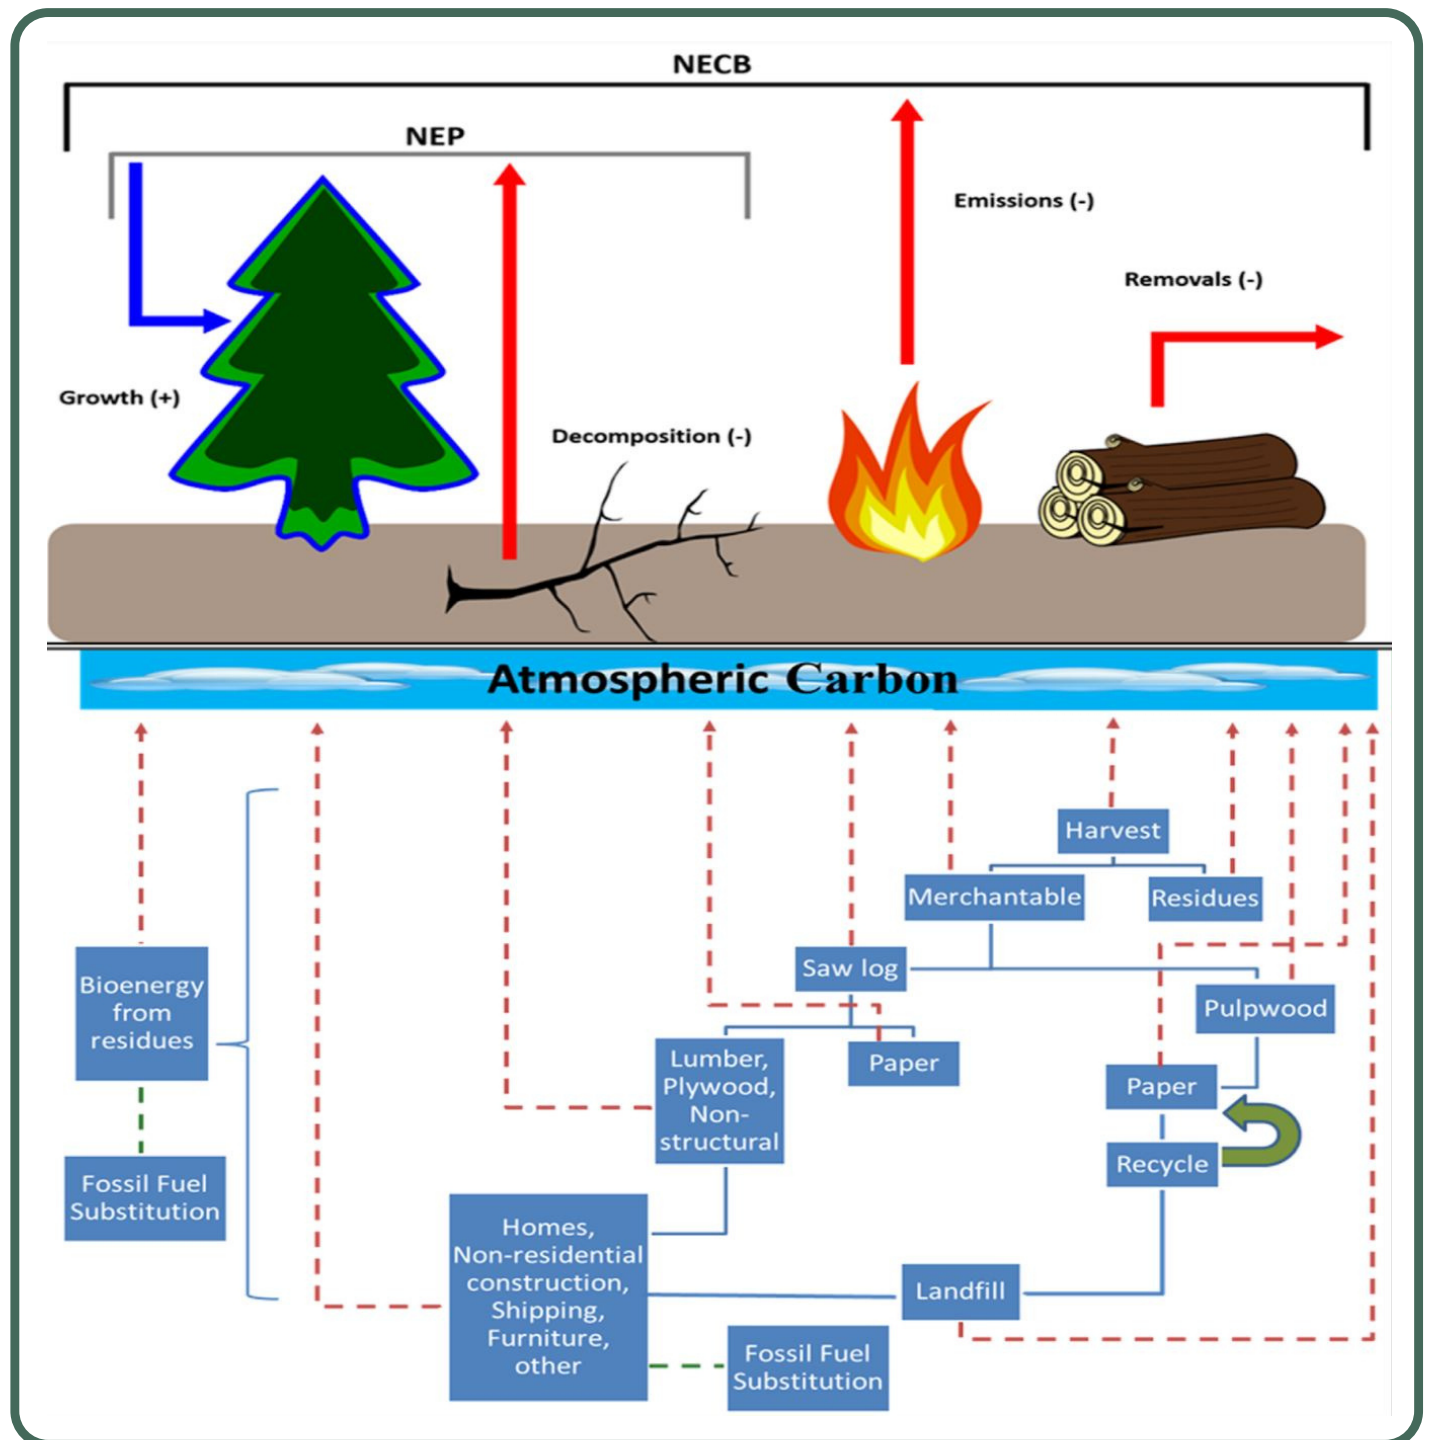 NECB
NEP
Emissions (-)
Removals (-)
Growth (+)
Decomposition (-)
Atmospheric Carbon
Harvest
Merchantable
Residues
Saw log
Pulpwood
Bioenergy
from
residues
Lumber,
Plywood,
Non-
structural
Paper
Paper
Recycle
Fossil Fuel
Substitution
Homes,
Non-residential
construction,
Shipping,
Furniture,
other
Landfill
Fossil Fuel
Substitution